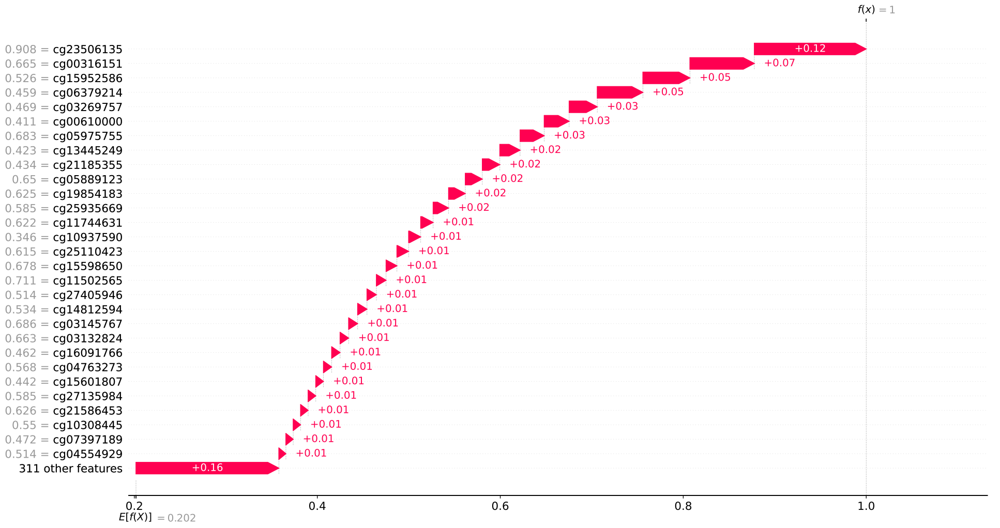 f(x) = 1
0.908 = cg23506135 +0.12
0.665 = cg00316151 +0.07
0.526 = cg15952586 +0.05
0.459 = cg06379214 +0.05
0.469 = cg03269757 +0.03
0.411 = cg00610000 +0.03
0.683 = cg05975755 +0.03
0.423 = cg13445249 +0.02
0.434 = cg21185355 +0.02
0.65 = cg05889123 +0.02
0.625 = cg19854183 +0.02
0.585 = cg25935669 +0.02
0.622 = cg11744631 +0.01
0.346 = cg10937590 +0.01
0.615 = cg25110423 +0.01
0.678 = cg15598650 +0.01
0.711 = cg11502565 +0.01
0.514 = cg27405946 +0.01
0.534 = cg14812594 +0.01
0.686 = cg03145767 +0.01
0.663 = cg03132824 +0.01
0.462 = cg16091766 +0.01
0.568 = cg04763273 +0.01
0.442 = cg15601807 +0.01
0.585 = cg27135984 +0.01
0.626 = cg21586453 +0.01
0.55 = cg10308445 +0.01
0.472 = cg07397189 +0.01
0.514 = cg04554929 +0.01
311 other features +0.16
0.2 0.4 0.6 0.8 1.0
E[f(X)] = 0.202